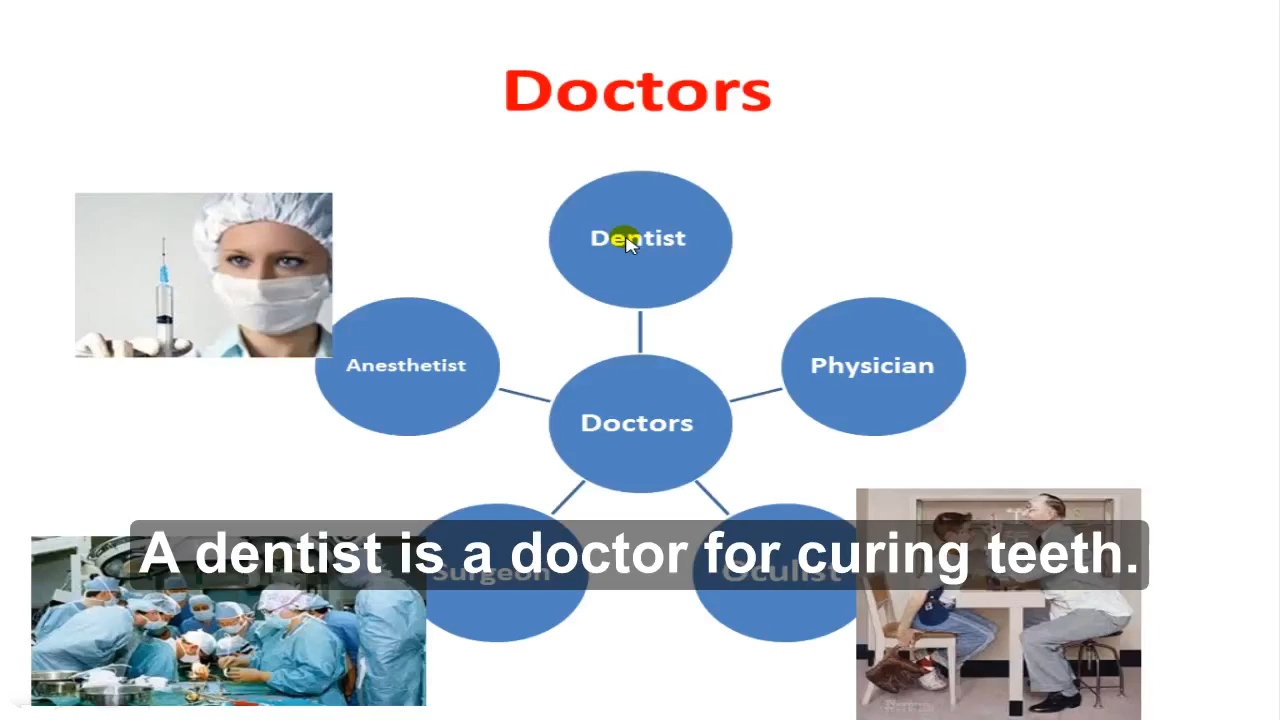 Doctors
Dentist
Anesthetist
Physician
Doctors
Surgeon
Oculist
A dentist is a doctor for curing teeth.